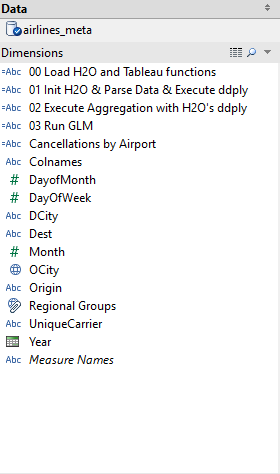 Data
airlines_meta
Dimensions
=Abc 00 Load H2O and Tableau functions
=Abc 01 Init H2O & Parse Data & Execute ddply
=Abc 02 Execute Aggregation with H2O's ddply
=Abc 03 Run GLM
=Abc Cancellations by Airport
Abc Colnames
# DayofMonth
# DayOfWeek
Abc DCity
Abc Dest
# Month
OCity
Abc Origin
Regional Groups
Abc UniqueCarrier
Year
Abc Measure Names